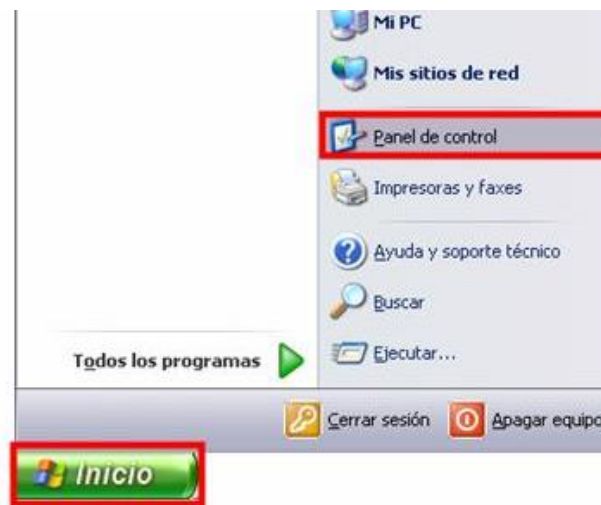 Mi PC
Mis sitios de red
Panel de control
Impresoras y faxes
Ayuda y soporte técnico
Buscar
Ejecutar...
Todos los programas
Cerrar sesión
Apagar equipo
Inicio